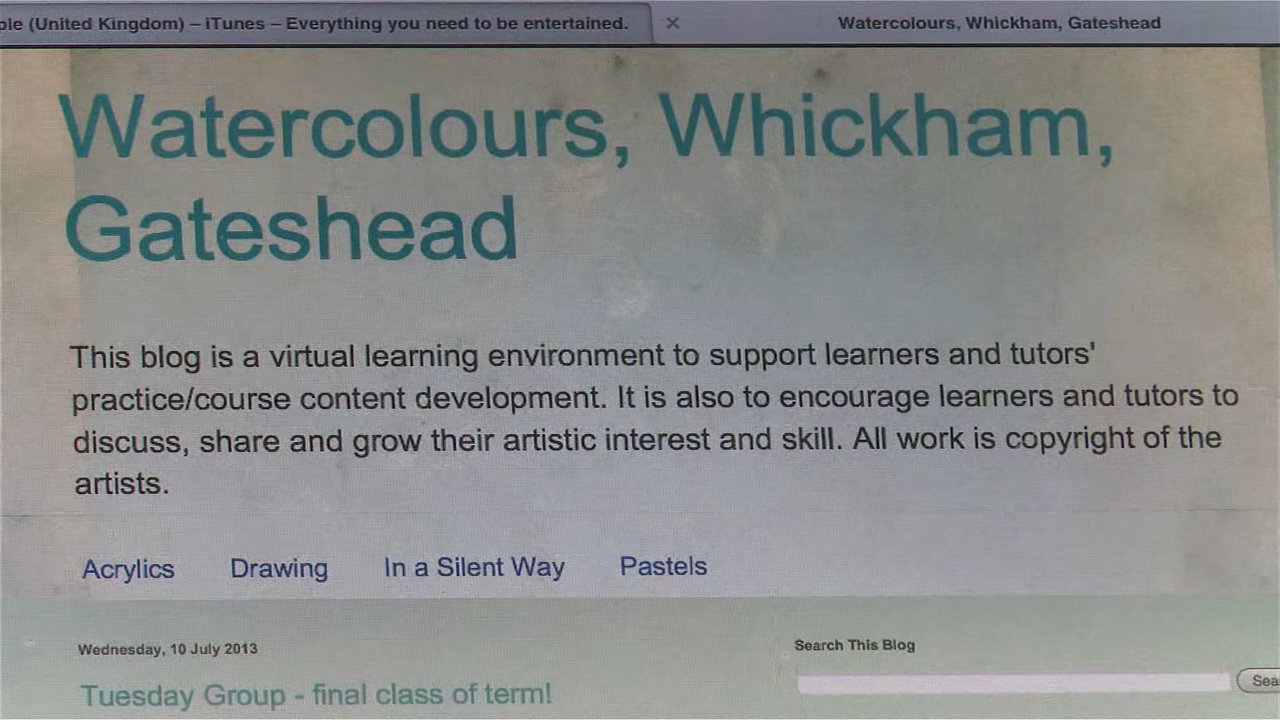 ple (United Kingdom) – iTunes – Everything you need to be entertained.
Watercolours, Whickham, Gateshead
Watercolours, Whickham,
Gateshead
This blog is a virtual learning environment to support learners and tutors'
practice/course content development. It is also to encourage learners and tutors to
discuss, share and grow their artistic interest and skill. All work is copyright of the
artists.
Acrylics Drawing In a Silent Way Pastels
Wednesday, 10 July 2013
Search This Blog
Tuesday Group - final class of term!
Sea